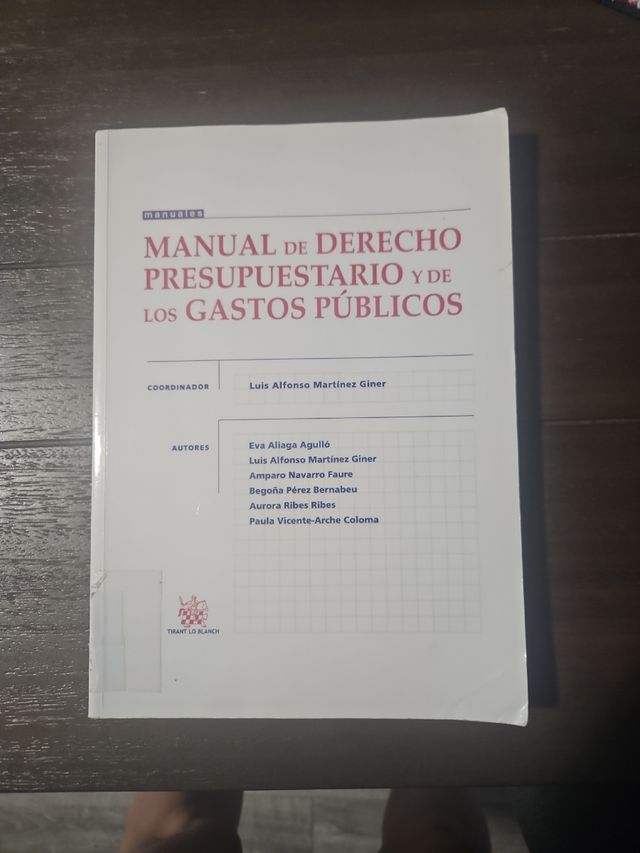 manuales
MANUAL DE DERECHO
PRESUPUESTARIO Y DE
LOS GASTOS PÚBLICOS
COORDINADOR
Luis Alfonso Martínez Giner
AUTORES
Eva Aliaga Agulló
Luis Alfonso Martínez Giner
Amparo Navarro Faure
Begoña Pérez Bernabeu
Aurora Ribes Ribes
Paula Vicente-Arche Coloma
TIRANT LO BLANCH